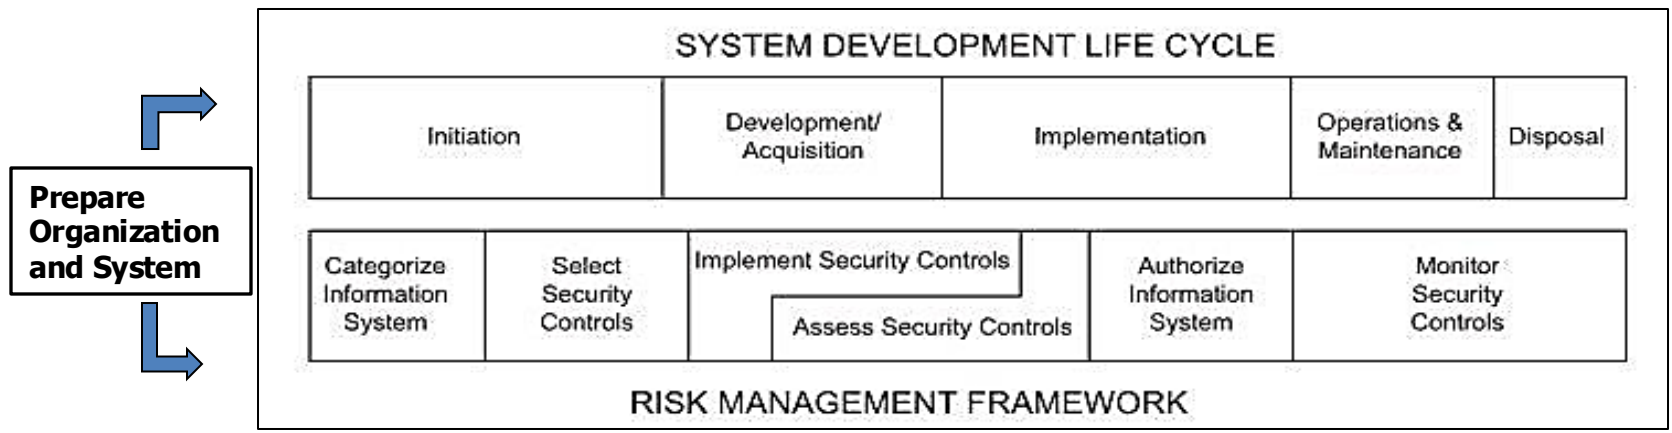 SYSTEM DEVELOPMENT LIFE CYCLE
Initiation
Development/
Acquisition
Implementation
Operations &
Maintenance
Disposal
Prepare
Organization
and System
Categorize
Information
System
Select
Security
Controls
Implement Security Controls
Assess Security Controls
Authorize
Information
System
Monitor
Security
Controls
RISK MANAGEMENT FRAMEWORK